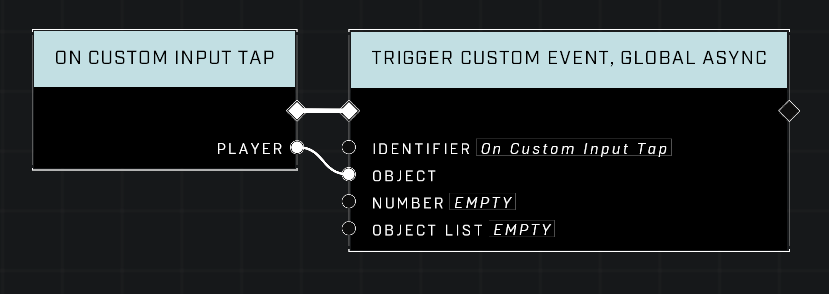 ON CUSTOM INPUT TAP
TRIGGER CUSTOM EVENT, GLOBAL ASYNC
PLAYER
IDENTIFIER On Custom Input Tap
OBJECT
NUMBER EMPTY
OBJECT LIST EMPTY